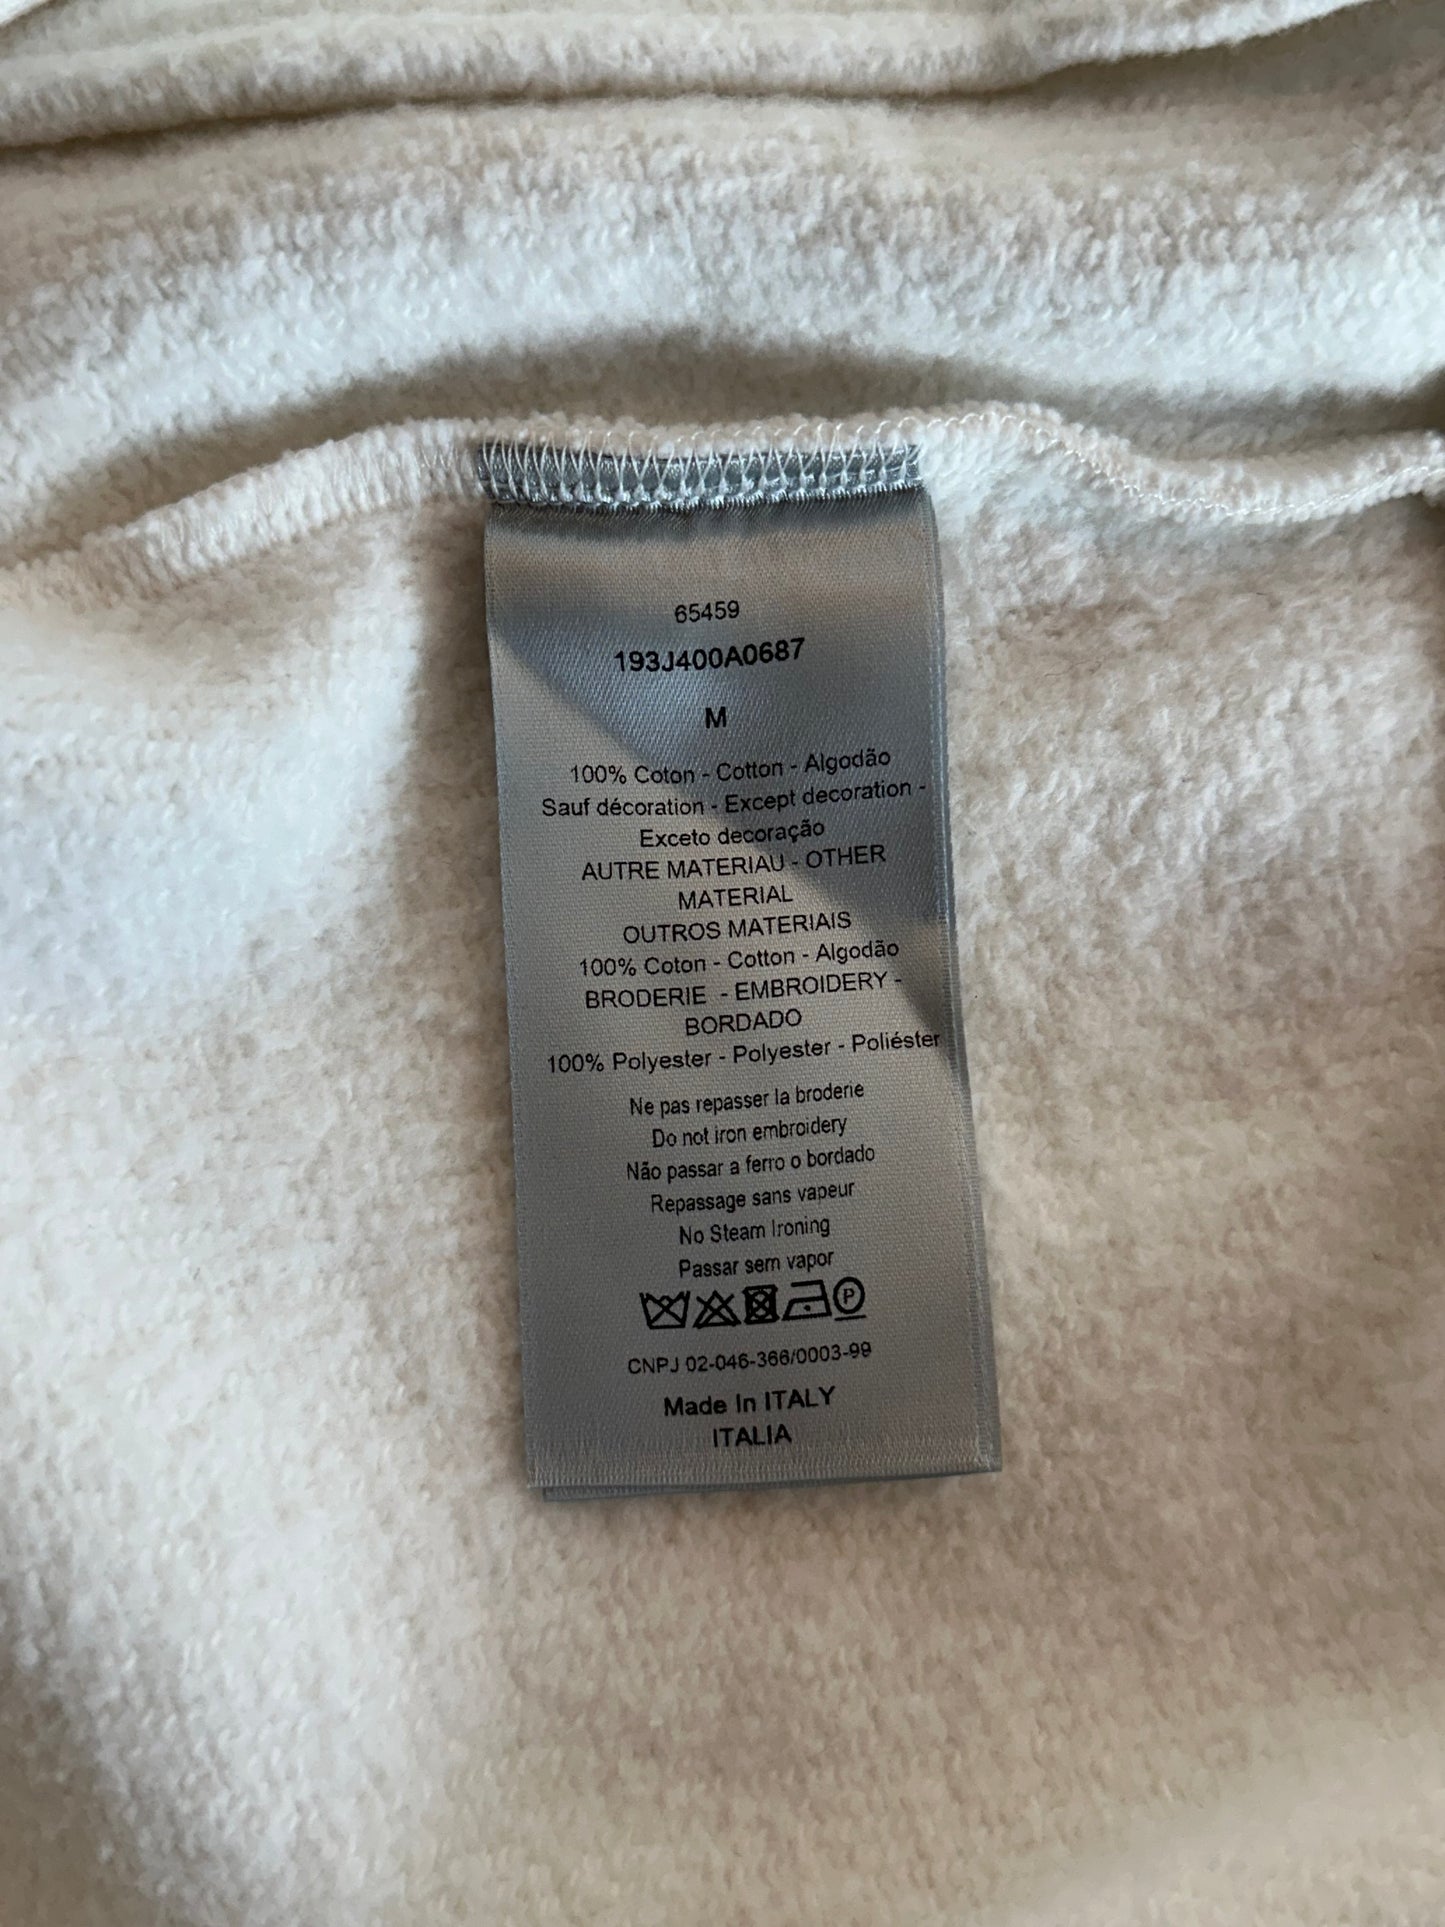 65459
193J400A0687
M
100% Coton - Cotton - Algodão
Sauf décoration - Except decoration -
Exceto decoração
AUTRE MATERIAU - OTHER
MATERIAL
OUTROS MATERIAIS
100% Coton - Cotton - Algodão
BRODERIE - EMBROIDERY -
BORDADO
100% Polyester - Polyester - Poliéster
Ne pas repasser la broderie
Do not iron embroidery
Não passar a ferro o bordado
Repassage sans vapeur
No Steam Ironing
Passar sem vapor
P
CNPJ 02-046-366/0003-99
Made In ITALY
ITALIA